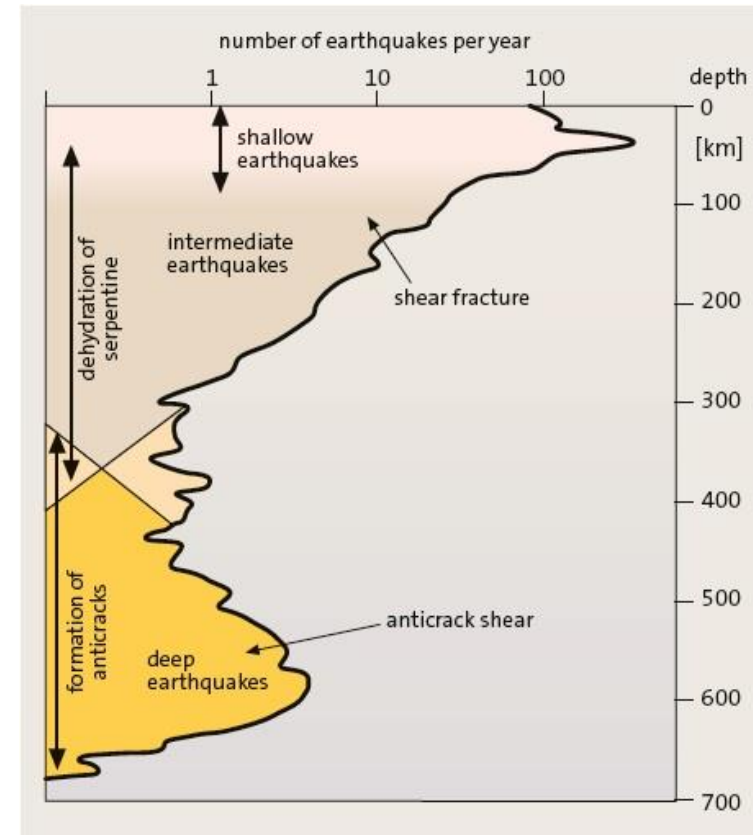 number of earthquakes per year
1 10 100 depth
0
[km]
shallow
earthquakes
100
intermediate
earthquakes
dehydration of
serpentine
shear fracture
200
300
400
500
formation of
anticracks
anticrack shear
deep
earthquakes
600
700